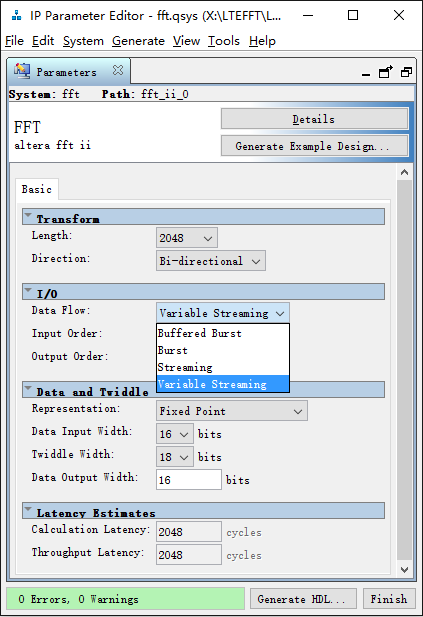 IP Parameter Editor - fft.qsys (X:\LTEFFT\L...
File Edit System Generate View Tools Help
Parameters
System: fft Path: fft_ii_0
FFT
altera fft ii
Details
Generate Example Design...
Basic
Transform
Length: 2048
Direction: Bi-directional
I/O
Data Flow: Variable Streaming
Input Order: Buffered Burst
Burst
Output Order: Streaming
Variable Streaming
Data and Twiddle
Representation: Fixed Point
Data Input Width: 16 bits
Twiddle Width: 18 bits
Data Output Width: 16 bits
Latency Estimates
Calculation Latency: 2048 cycles
Throughput Latency: 2048 cycles
0 Errors, 0 Warnings Generate HDL... Finish